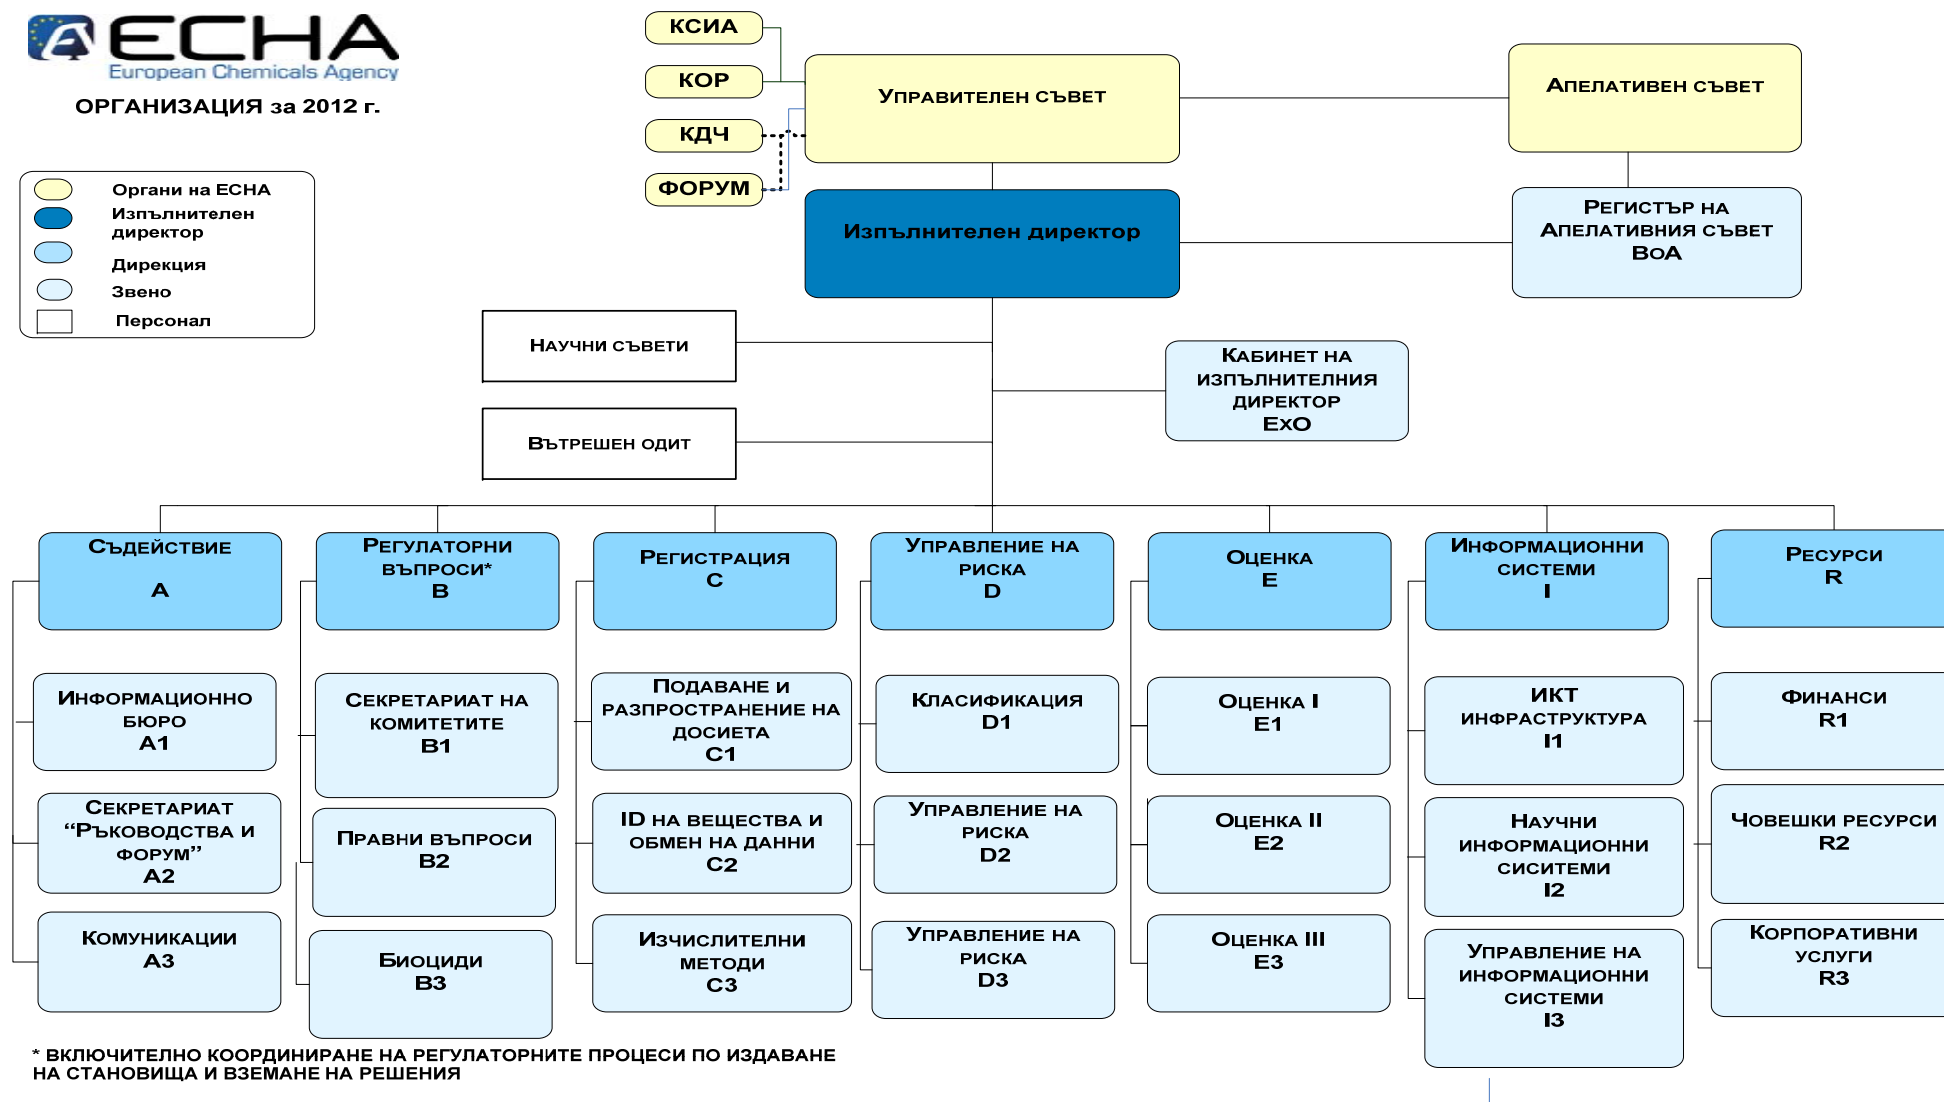 ECHA
European Chemicals Agency
ОРГАНИЗАЦИЯ за 2012 г.
Органи на ECHA
Изпълнителен
директор
Дирекция
Звено
Персонал
КСИА
КОР
КДЧ
ФОРУМ
УПРАВИТЕЛЕН СЪВЕТ
АПЕЛАТИВЕН СЪВЕТ
Изпълнителен директор
РЕГИСТЪР НА
АПЕЛАТИВНИЯ СЪВЕТ
BoA
НАУЧНИ СЪВЕТИ
ВЪТРЕШЕН ОДИТ
КАБИНЕТ НА
ИЗПЪЛНИТЕЛНИЯ
ДИРЕКТОР
ExO
СЪДЕЙСТВИЕ
A
РЕГУЛАТОРНИ
ВЪПРОСИ*
B
РЕГИСТРАЦИЯ
C
УПРАВЛЕНИЕ НА
РИСКА
D
ОЦЕНКА
E
ИНФОРМАЦИОННИ
СИСТЕМИ
I
РЕСУРСИ
R
ИНФОРМАЦИОННО
БЮРО
A1
СЕКРЕТАРИАТ
“РЪКОВОДСТВА И
ФОРУМ”
A2
КОМУНИКАЦИИ
A3
СЕКРЕТАРИАТ НА
КОМИТЕТИТЕ
B1
ПРАВНИ ВЪПРОСИ
B2
БИОЦИДИ
B3
ПОДАВАНЕ И
РАЗПРОСТРАНЕНИЕ НА
ДОСИЕТА
C1
ID НА ВЕЩЕСТВА И
ОБМЕН НА ДАННИ
C2
ИЗЧИСЛИТЕЛНИ
МЕТОДИ
C3
КЛАСИФИКАЦИЯ
D1
УПРАВЛЕНИЕ НА
РИСКА
D2
УПРАВЛЕНИЕ НА
РИСКА
D3
ОЦЕНКА I
E1
ОЦЕНКА II
E2
ОЦЕНКА III
E3
ИКТ
ИНФРАСТРУКТУРА
I1
НАУЧНИ
ИНФОРМАЦИОННИ
СИСИТЕМИ
I2
УПРАВЛЕНИЕ НА
ИНФОРМАЦИОННИ
СИСТЕМИ
I3
ФИНАНСИ
R1
ЧОВЕШКИ РЕСУРСИ
R2
КОРПОРАТИВНИ
УСЛУГИ
R3
* ВКЛЮЧИТЕЛНО КООРДИНИРАНЕ НА РЕГУЛАТОРНИТЕ ПРОЦЕСИ ПО ИЗДАВАНЕ
НА СТАНОВИЩА И ВЗЕМАНЕ НА РЕШЕНИЯ